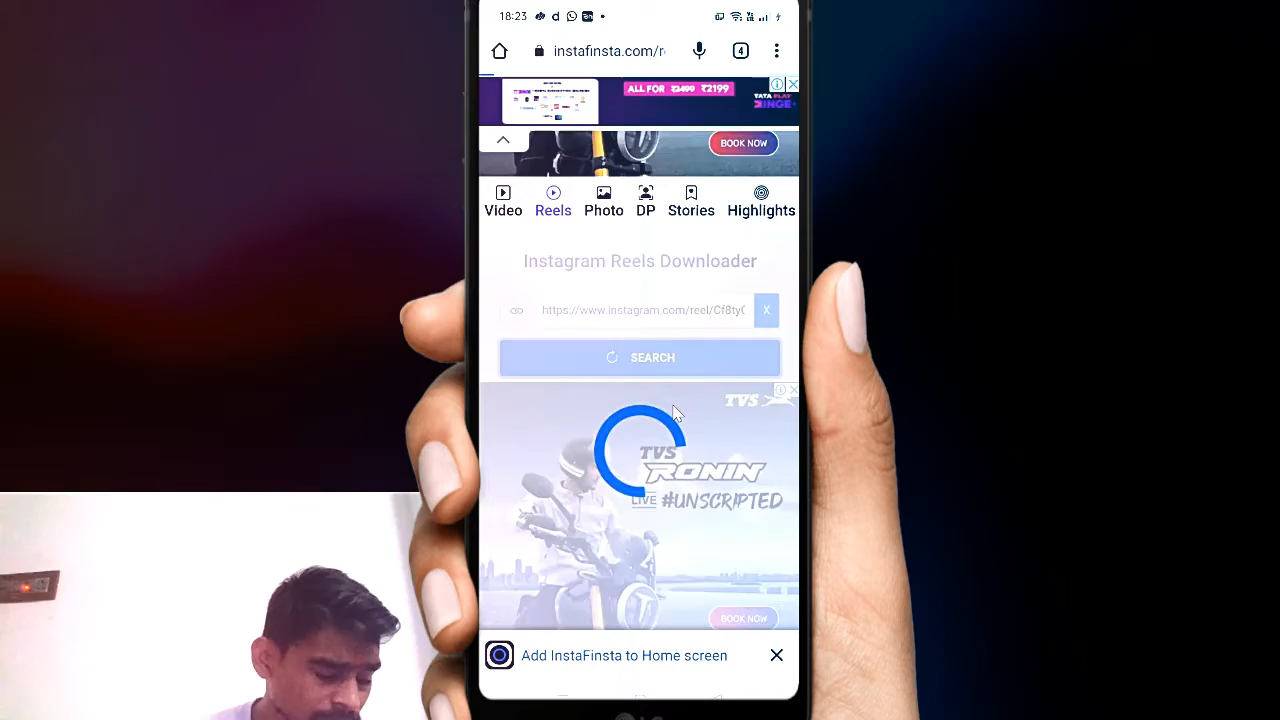 18:23
instafinsta.com/r
4
ALL FOR ₹2499 ₹2199
TATA PLAY
BINGE+
BOOK NOW
Video Reels Photo DP Stories Highlights
Instagram Reels Downloader
https://www.instagram.com/reel/Cf8ty
X
SEARCH
TVS
TVS
RONIN
LIVE #UNSCRIPTED
BOOK NOW
Add InstaFinsta to Home screen
LG